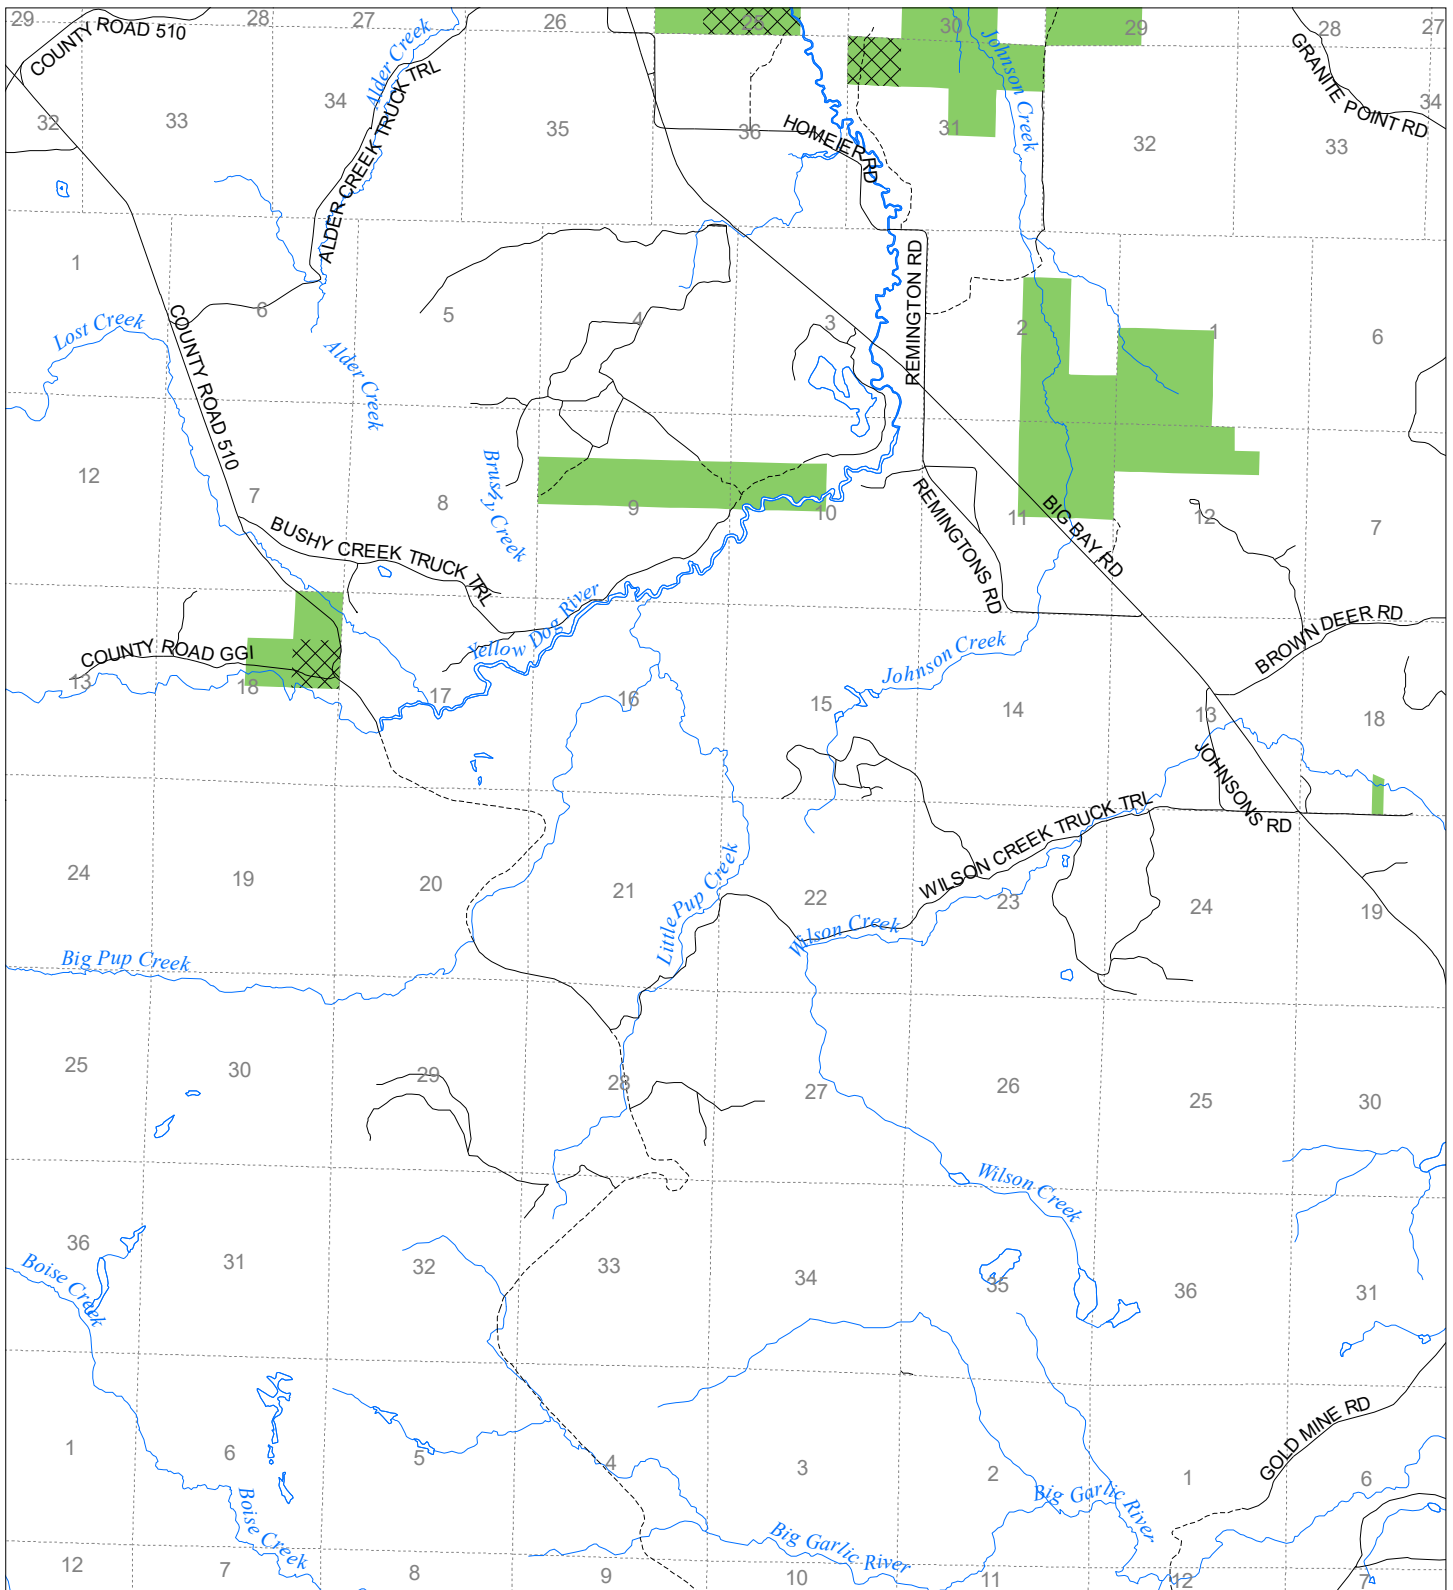 29
28
27
26
25
30
29
28
27
COUNTY ROAD 510
Alder Creek
Johnson Creek
GRANITE POINT RD
32
33
34
35
36
31
32
33
34
ALDER CREEK TRUCK TRL
HOMEIER RD
1
6
5
4
3
2
1
6
Lost Creek
COUNTY ROAD 510
Alder Creek
REMINGTON RD
12
7
8
9
10
11
12
7
Brushy Creek
BUSHY CREEK TRUCK TRL
REMINGTONS RD
BIG BAY RD
Yellow Dog River
COUNTY ROAD GGI
Johnson Creek
BROWN DEER RD
13
18
17
16
15
14
13
18
JOHNSONS RD
WILSON CREEK TRUCK TRL
24
19
20
21
22
23
24
19
Little Pup Creek
Wilson Creek
Big Pup Creek
25
30
29
28
27
26
25
30
Wilson Creek
36
31
32
33
34
35
36
31
Boise Creek
GOLD MINE RD
1
6
5
4
3
2
1
6
Boise Creek
Big Garlic River
Big Garlic River
12
7
8
9
10
11
12
7